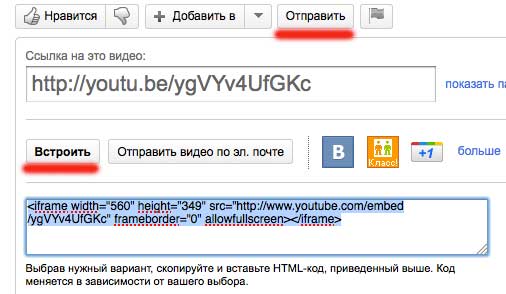 Нравится Добавить в Отправить
Ссылка на это видео:
http://youtu.be/ygVYv4UfGKc
показать па
Встроить Отправить видео по эл. почте В Класс! +1 больше
<iframe width="560" height="349" src="http://www.youtube.com/embed
/ygVYv4UfGKc" frameborder="0" allowfullscreen></iframe>
Выбрав нужный вариант, скопируйте и вставьте HTML-код, приведенный выше. Код
меняется в зависимости от вашего выбора.